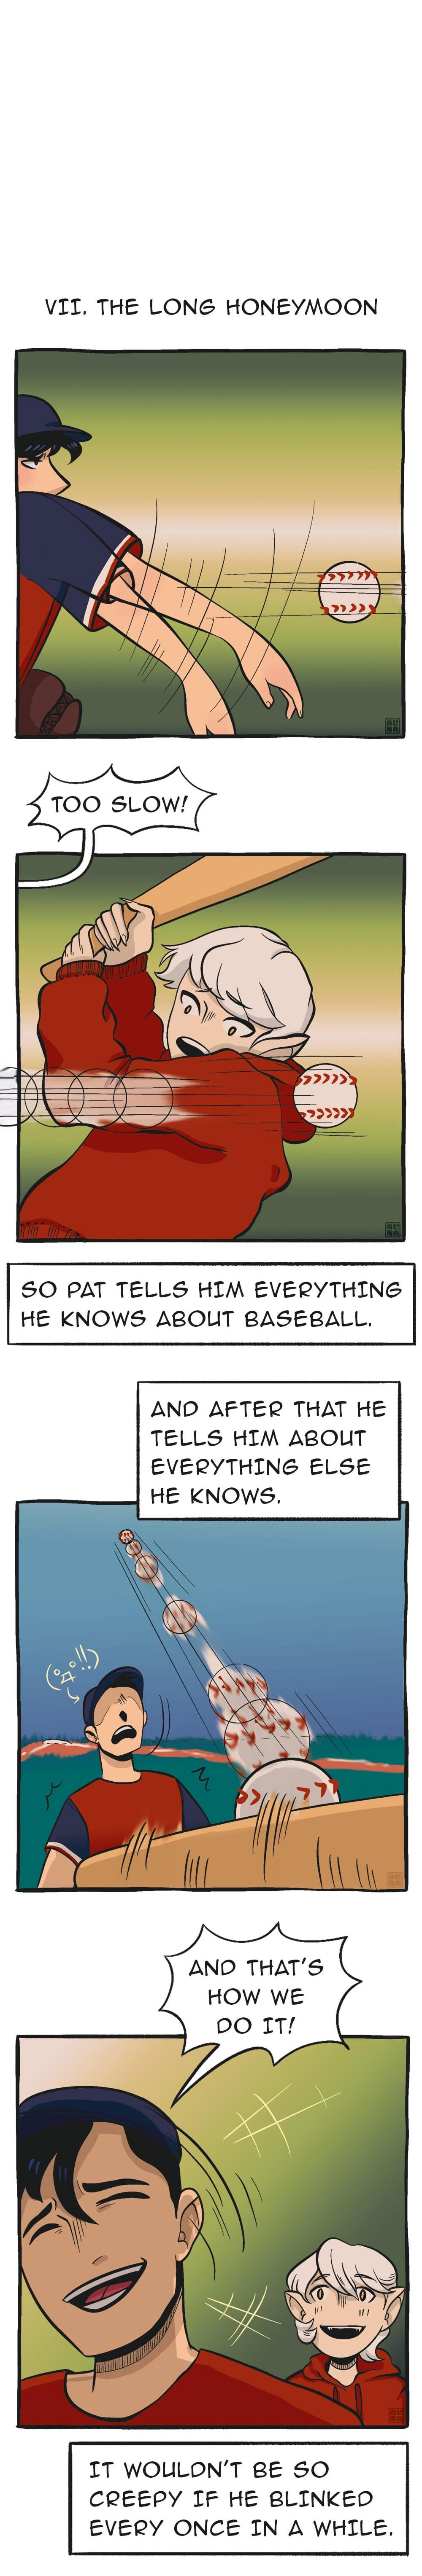 VII. THE LONG HONEYMOON
TOO SLOW!
SO PAT TELLS HIM EVERYTHING
HE KNOWS ABOUT BASEBALL.
AND AFTER THAT HE
TELLS HIM ABOUT
EVERYTHING ELSE
HE KNOWS.
AND THAT'S
HOW WE
DO IT!
IT WOULDN'T BE SO
CREEPY IF HE BLINKED
EVERY ONCE IN A WHILE.